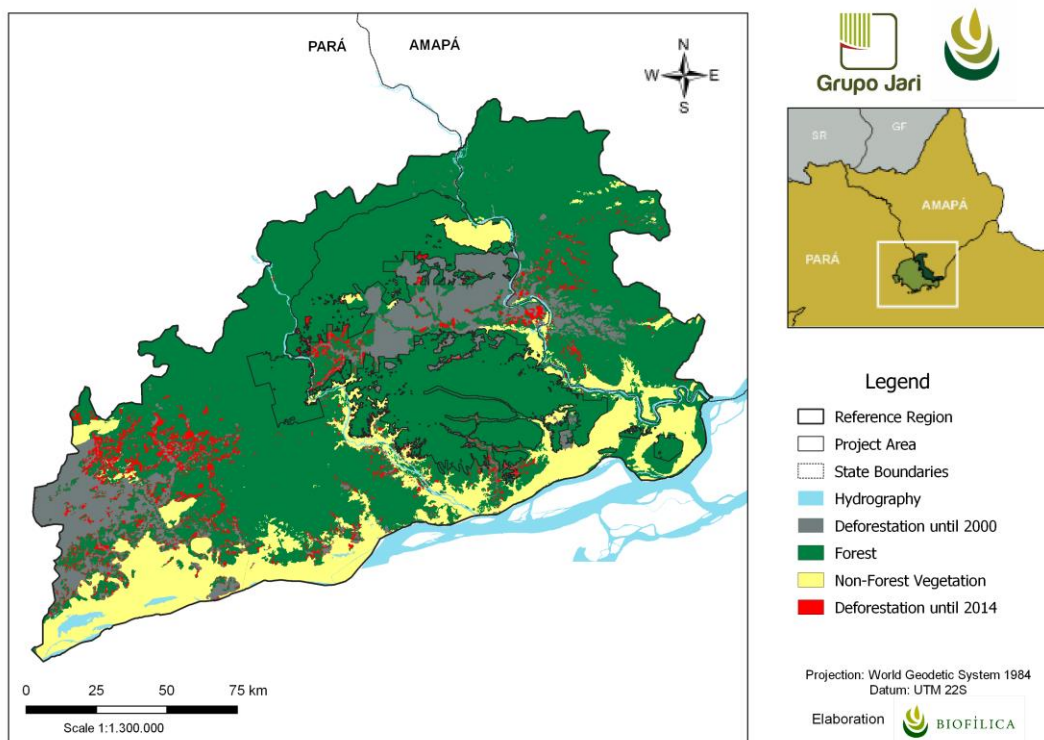 PARÁ
AMAPÁ
N
W
E
S
0
25
50
75 km
Scale 1:1.300.000
Grupo Jari
SR
GF
AMAPÁ
PARÁ
Legend
Reference Region
Project Area
State Boundaries
Hydrography
Deforestation until 2000
Forest
Non-Forest Vegetation
Deforestation until 2014
Projection: World Geodetic System 1984
Datum: UTM 22S
Elaboration
BIOFÍLICA